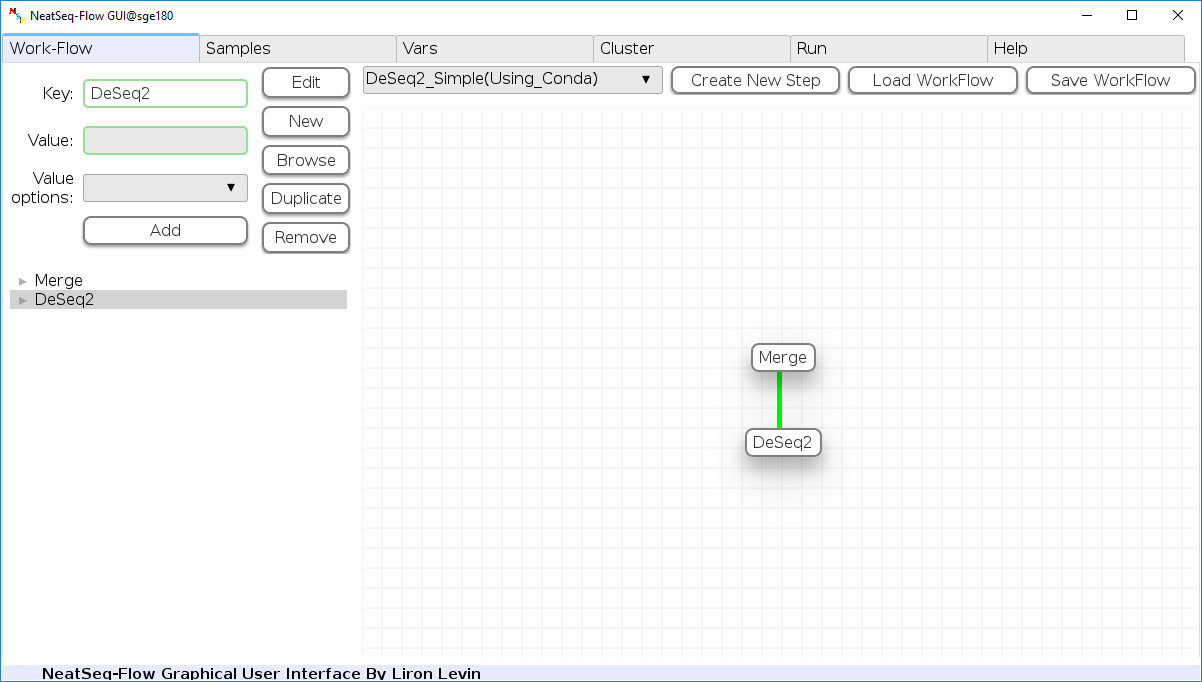 NeatSeq-Flow GUI@sge180
Work-Flow Samples Vars Cluster Run Help
Key: DeSeq2 Edit
DeSeq2_Simple(Using_Conda) Create New Step Load WorkFlow Save WorkFlow
New
Value:
Browse
Value
options:
Duplicate
Add
Remove
Merge
DeSeq2
Merge
DeSeq2
NeatSeq-Flow Graphical User Interface By Liron Levin